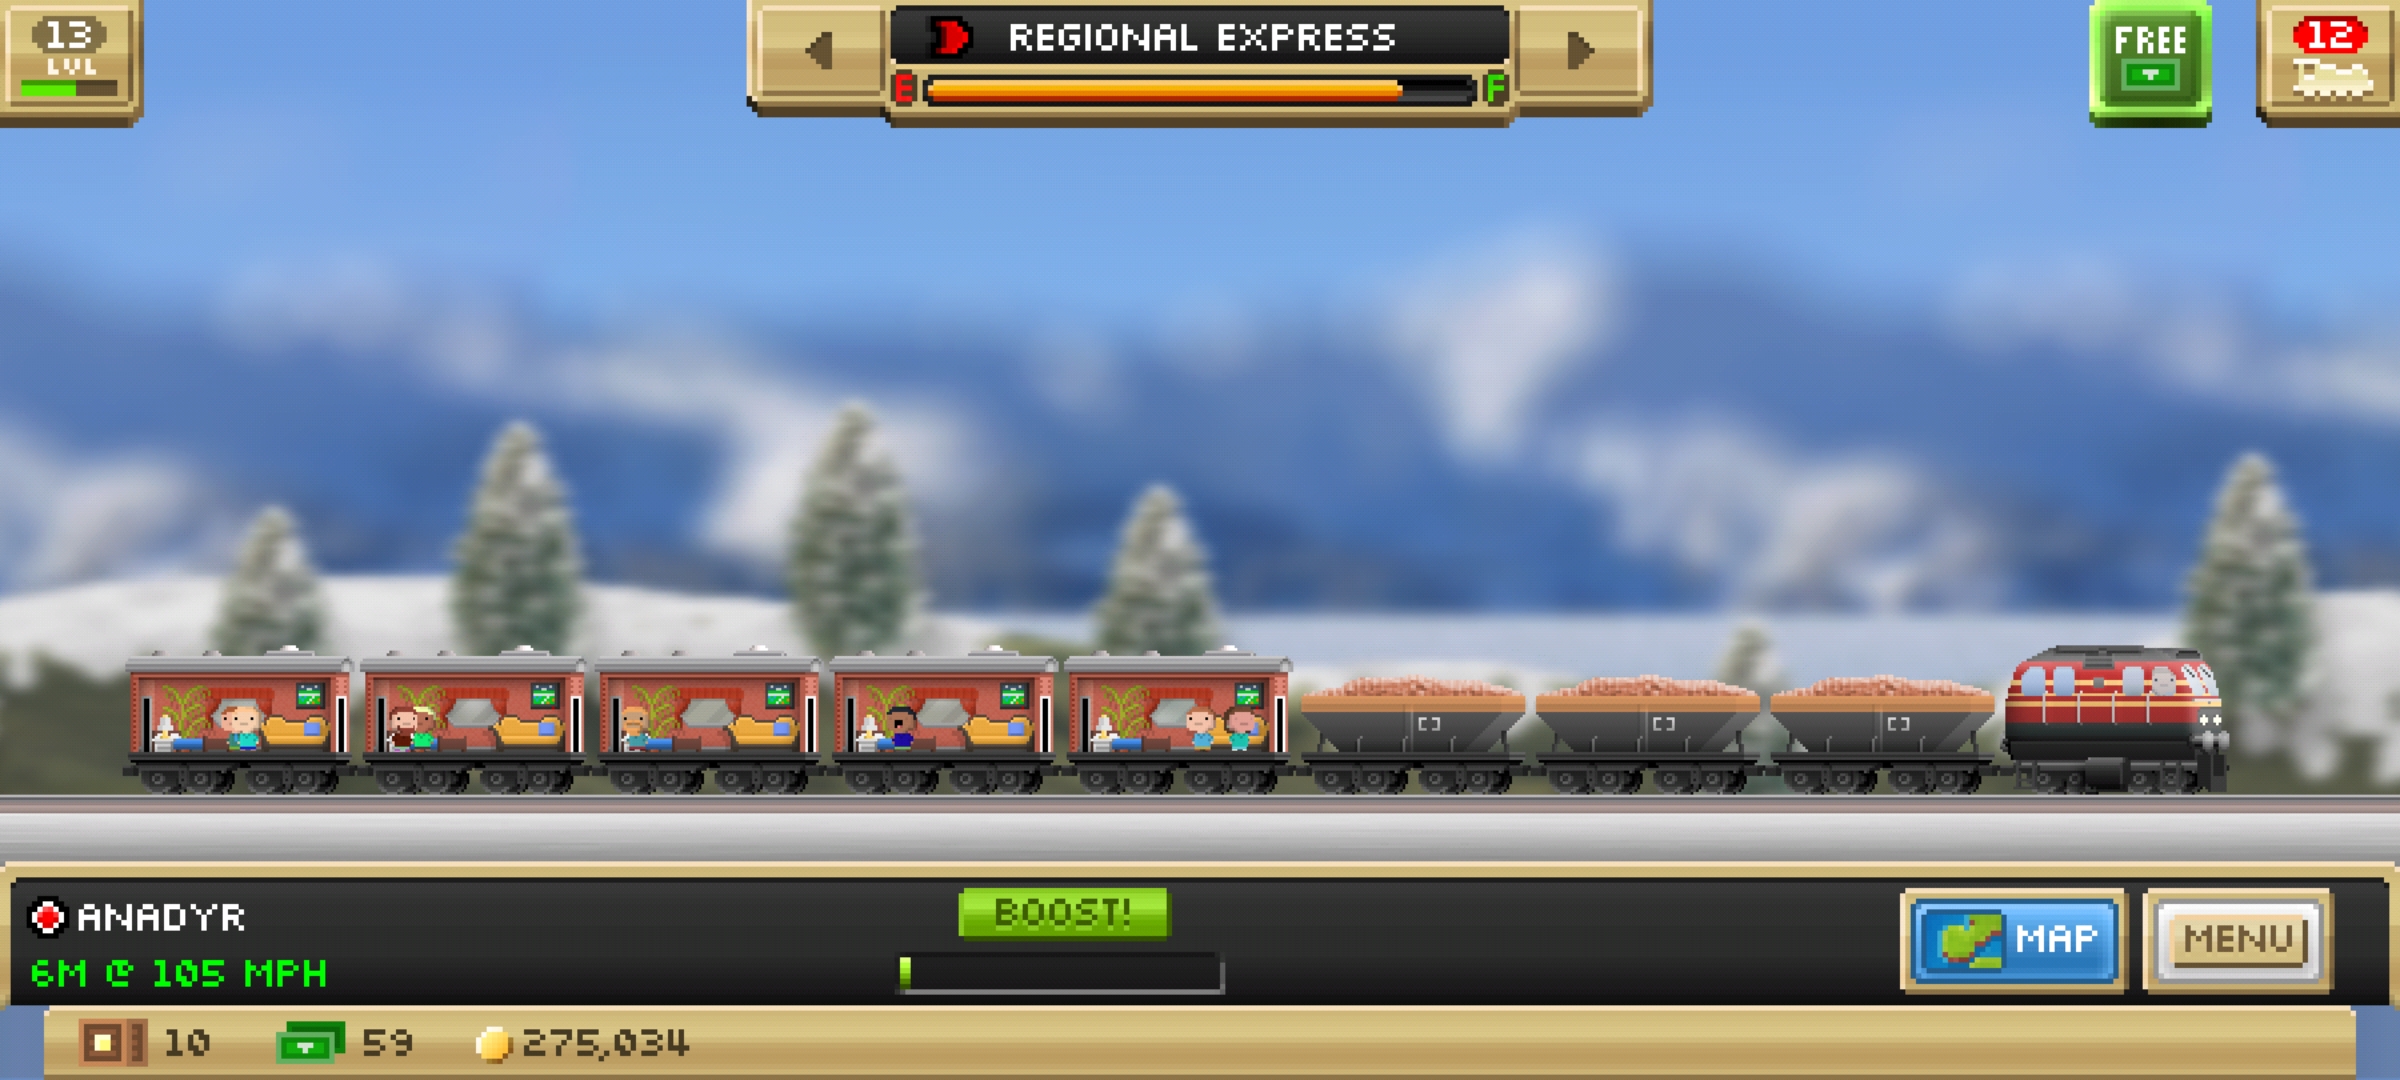 13
LVL
REGIONAL EXPRESS
E F
FREE
12
ANADYR
6M @ 105 MPH
BOOST!
MAP
MENU
10 59 275,034